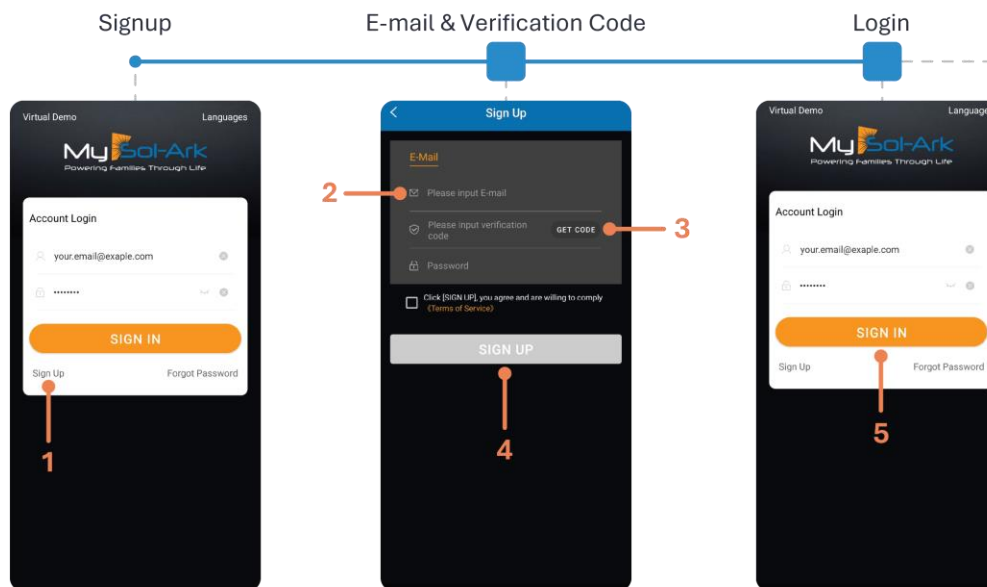 Signup
E-mail & Verification Code
Login
Virtual Demo
Languages
My Sol-Ark
Powering Families Through Life
Account Login
your.email@exaple.com
••••••••
SIGN IN
Sign Up
Forgot Password
1
Sign Up
E-Mail
2
Please input E-mail
Please input verification
code
GET CODE
3
Password
Click [SIGN UP], you agree and are willing to comply
《Terms of Service》
SIGN UP
4
Virtual Demo
Language
My Sol-Ark
Powering Families Through Life
Account Login
your.email@exaple.com
••••••••
SIGN IN
Sign Up
Forgot Password
5